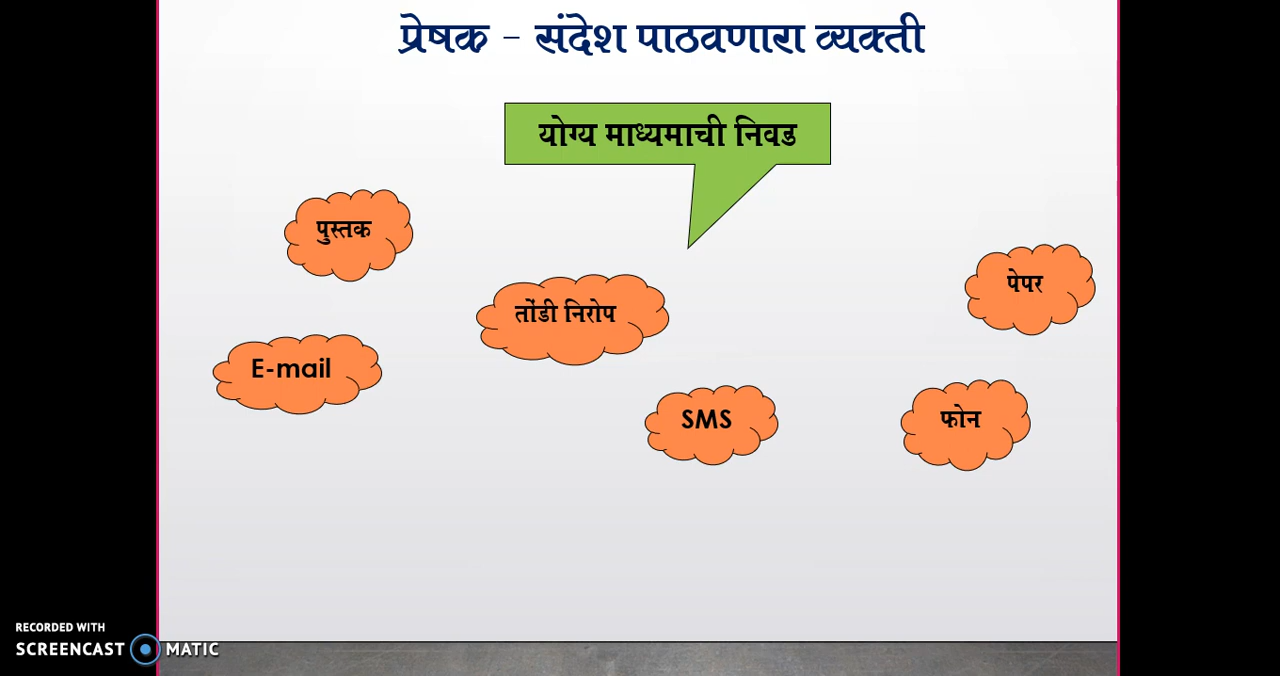 प्रेषक - संदेश पाठवणारा व्यक्ती
योग्य माध्यमाची निवड
पुस्तक
पेपर
तोंडी निरोप
E-mail
SMS
फोन
RECORDED WITH
SCREENCAST MATIC